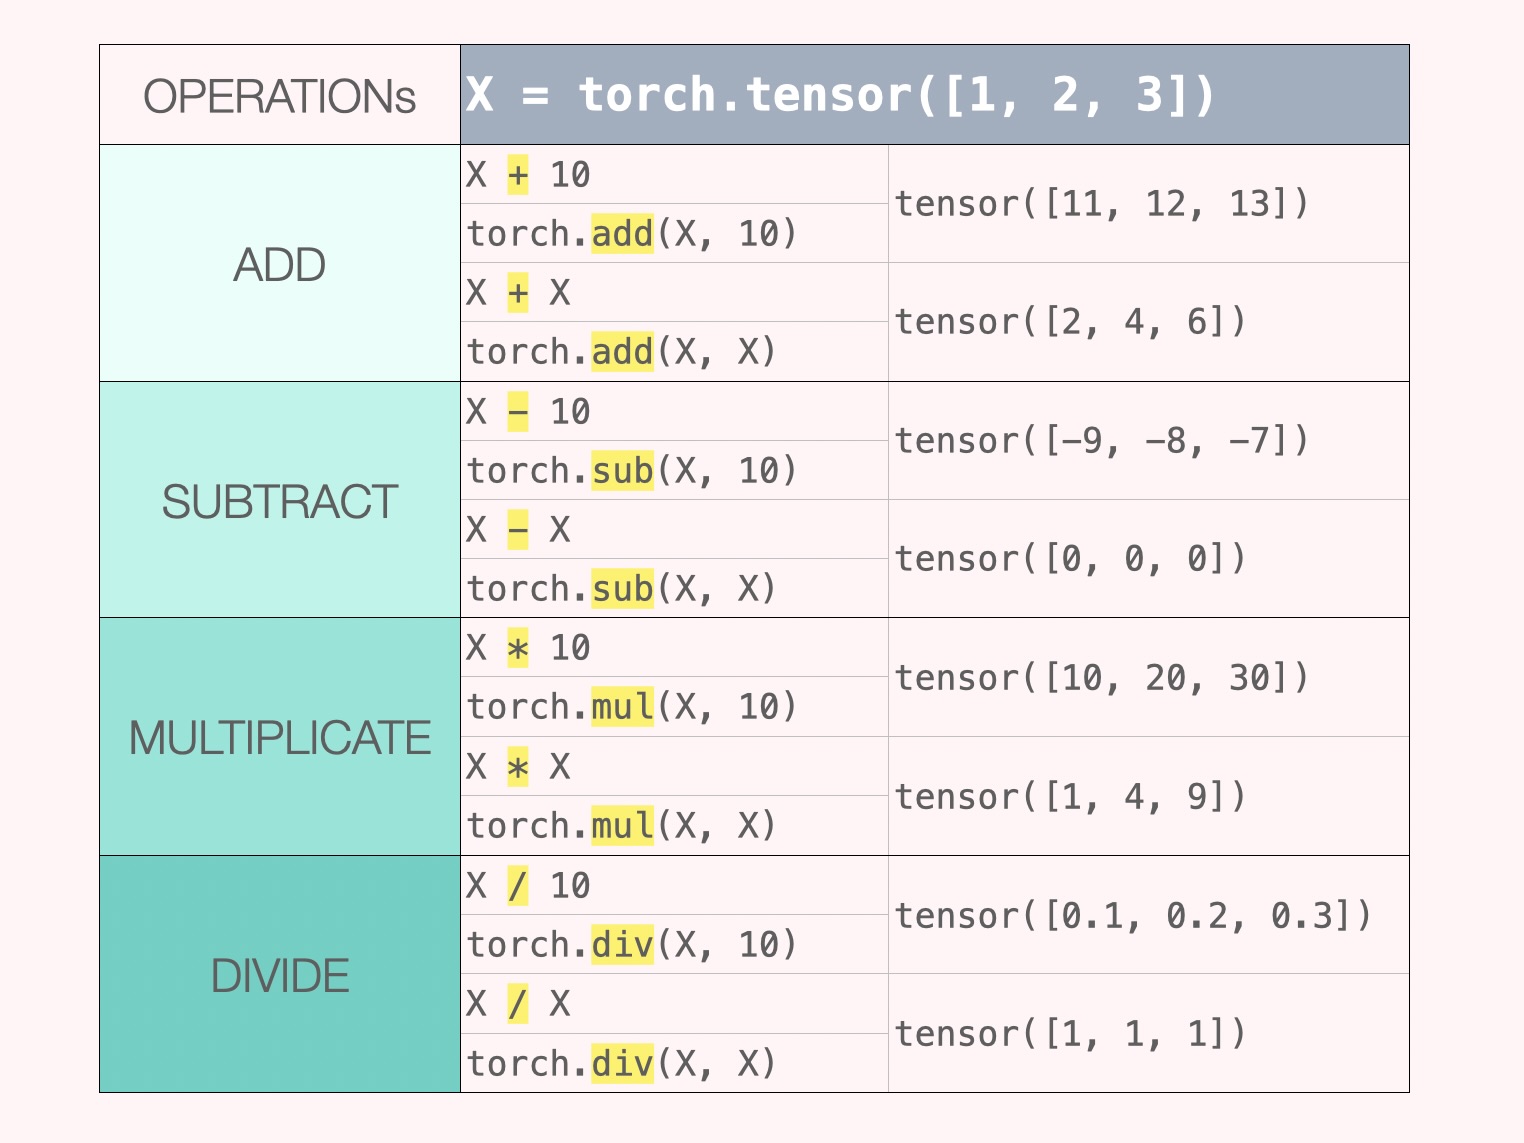 OPERATIONs
X = torch.tensor([1, 2, 3])
ADD
X + 10
torch.add(X, 10)
tensor([11, 12, 13])
X + X
torch.add(X, X)
tensor([2, 4, 6])
SUBTRACT
X - 10
torch.sub(X, 10)
tensor([-9, -8, -7])
X - X
torch.sub(X, X)
tensor([0, 0, 0])
MULTIPLICATE
X * 10
torch.mul(X, 10)
tensor([10, 20, 30])
X * X
torch.mul(X, X)
tensor([1, 4, 9])
DIVIDE
X / 10
torch.div(X, 10)
tensor([0.1, 0.2, 0.3])
X / X
torch.div(X, X)
tensor([1, 1, 1])